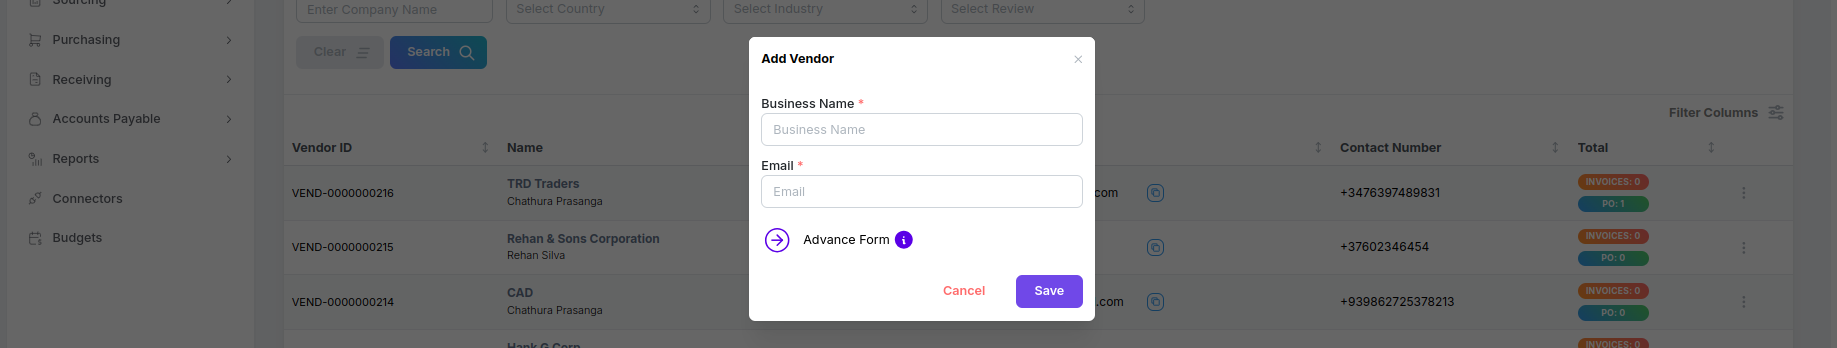 Sourcing
Enter Company Name
Select Country
Select Industry
Select Review
Purchasing
Clear
Search
Receiving
Add Vendor
Business Name *
Business Name
Filter Columns
Accounts Payable
Vendor ID
Name
Contact Number
Total
Reports
Email *
Email
VEND-0000000216
TRD Traders
Chathura Prasanga
com
+3476397489831
INVOICES: 0
PO: 1
Connectors
Budgets
Advance Form
VEND-0000000215
Rehan & Sons Corporation
Rehan Silva
+37602346454
INVOICES: 0
PO: 0
Cancel
Save
VEND-0000000214
CAD
Chathura Prasanga
.com
+939862725378213
INVOICES: 0
PO: 0
Hank G Corp
INVOICES: 0